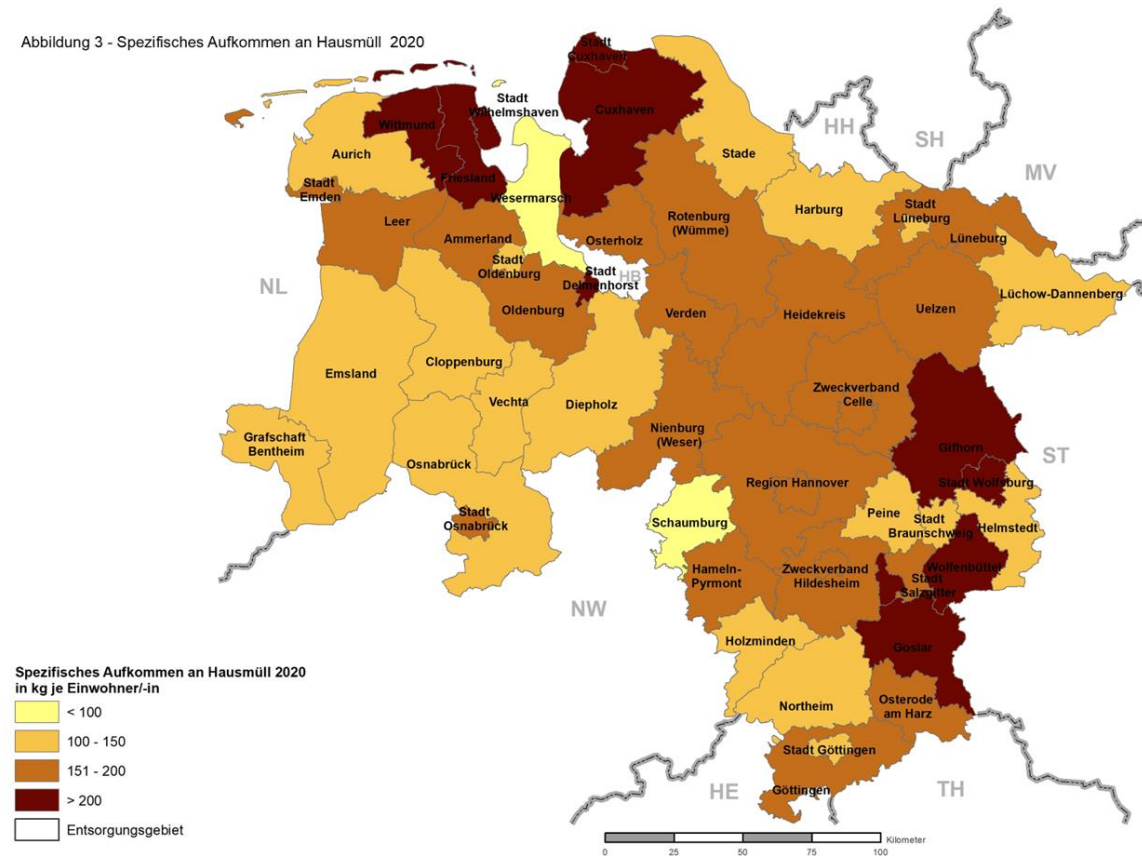 Abbildung 3 - Spezifisches Aufkommen an Hausmüll 2020
Stadt
Cuxhaven
Stadt
Wilhelmshaven
Cuxhaven
Wittmund
HH
SH
Aurich
Stade
MV
Friesland
Stadt
Emden
Wesermarsch
Leer
Rotenburg
(Wümme)
Harburg
Stadt
Lüneburg
Ammerland
Osterholz
Lüneburg
Stadt
Oldenburg
HB
Stadt
Delmenhorst
NL
Lüchow-Dannenberg
Oldenburg
Verden
Heidekreis
Uelzen
Cloppenburg
Emsland
Zweckverband
Celle
Vechta
Diepholz
Nienburg
(Weser)
Grafschaft
Bentheim
Gifhorn
ST
Osnabrück
Region Hannover
Stadt Wolfsburg
Stadt
Osnabrück
Schaumburg
Peine
Stadt
Braunschweig
Helmstedt
Hameln-
Pyrmont
Zweckverband
Hildesheim
Wolfenbüttel
Stadt
Salzgitter
NW
Holzminden
Goslar
Northeim
Osterode
am Harz
Stadt Göttingen
Göttingen
HE
TH
Spezifisches Aufkommen an Hausmüll 2020
in kg je Einwohner/-in
< 100
100 - 150
151 - 200
> 200
Entsorgungsgebiet
Kilometer
0 25 50 75 100